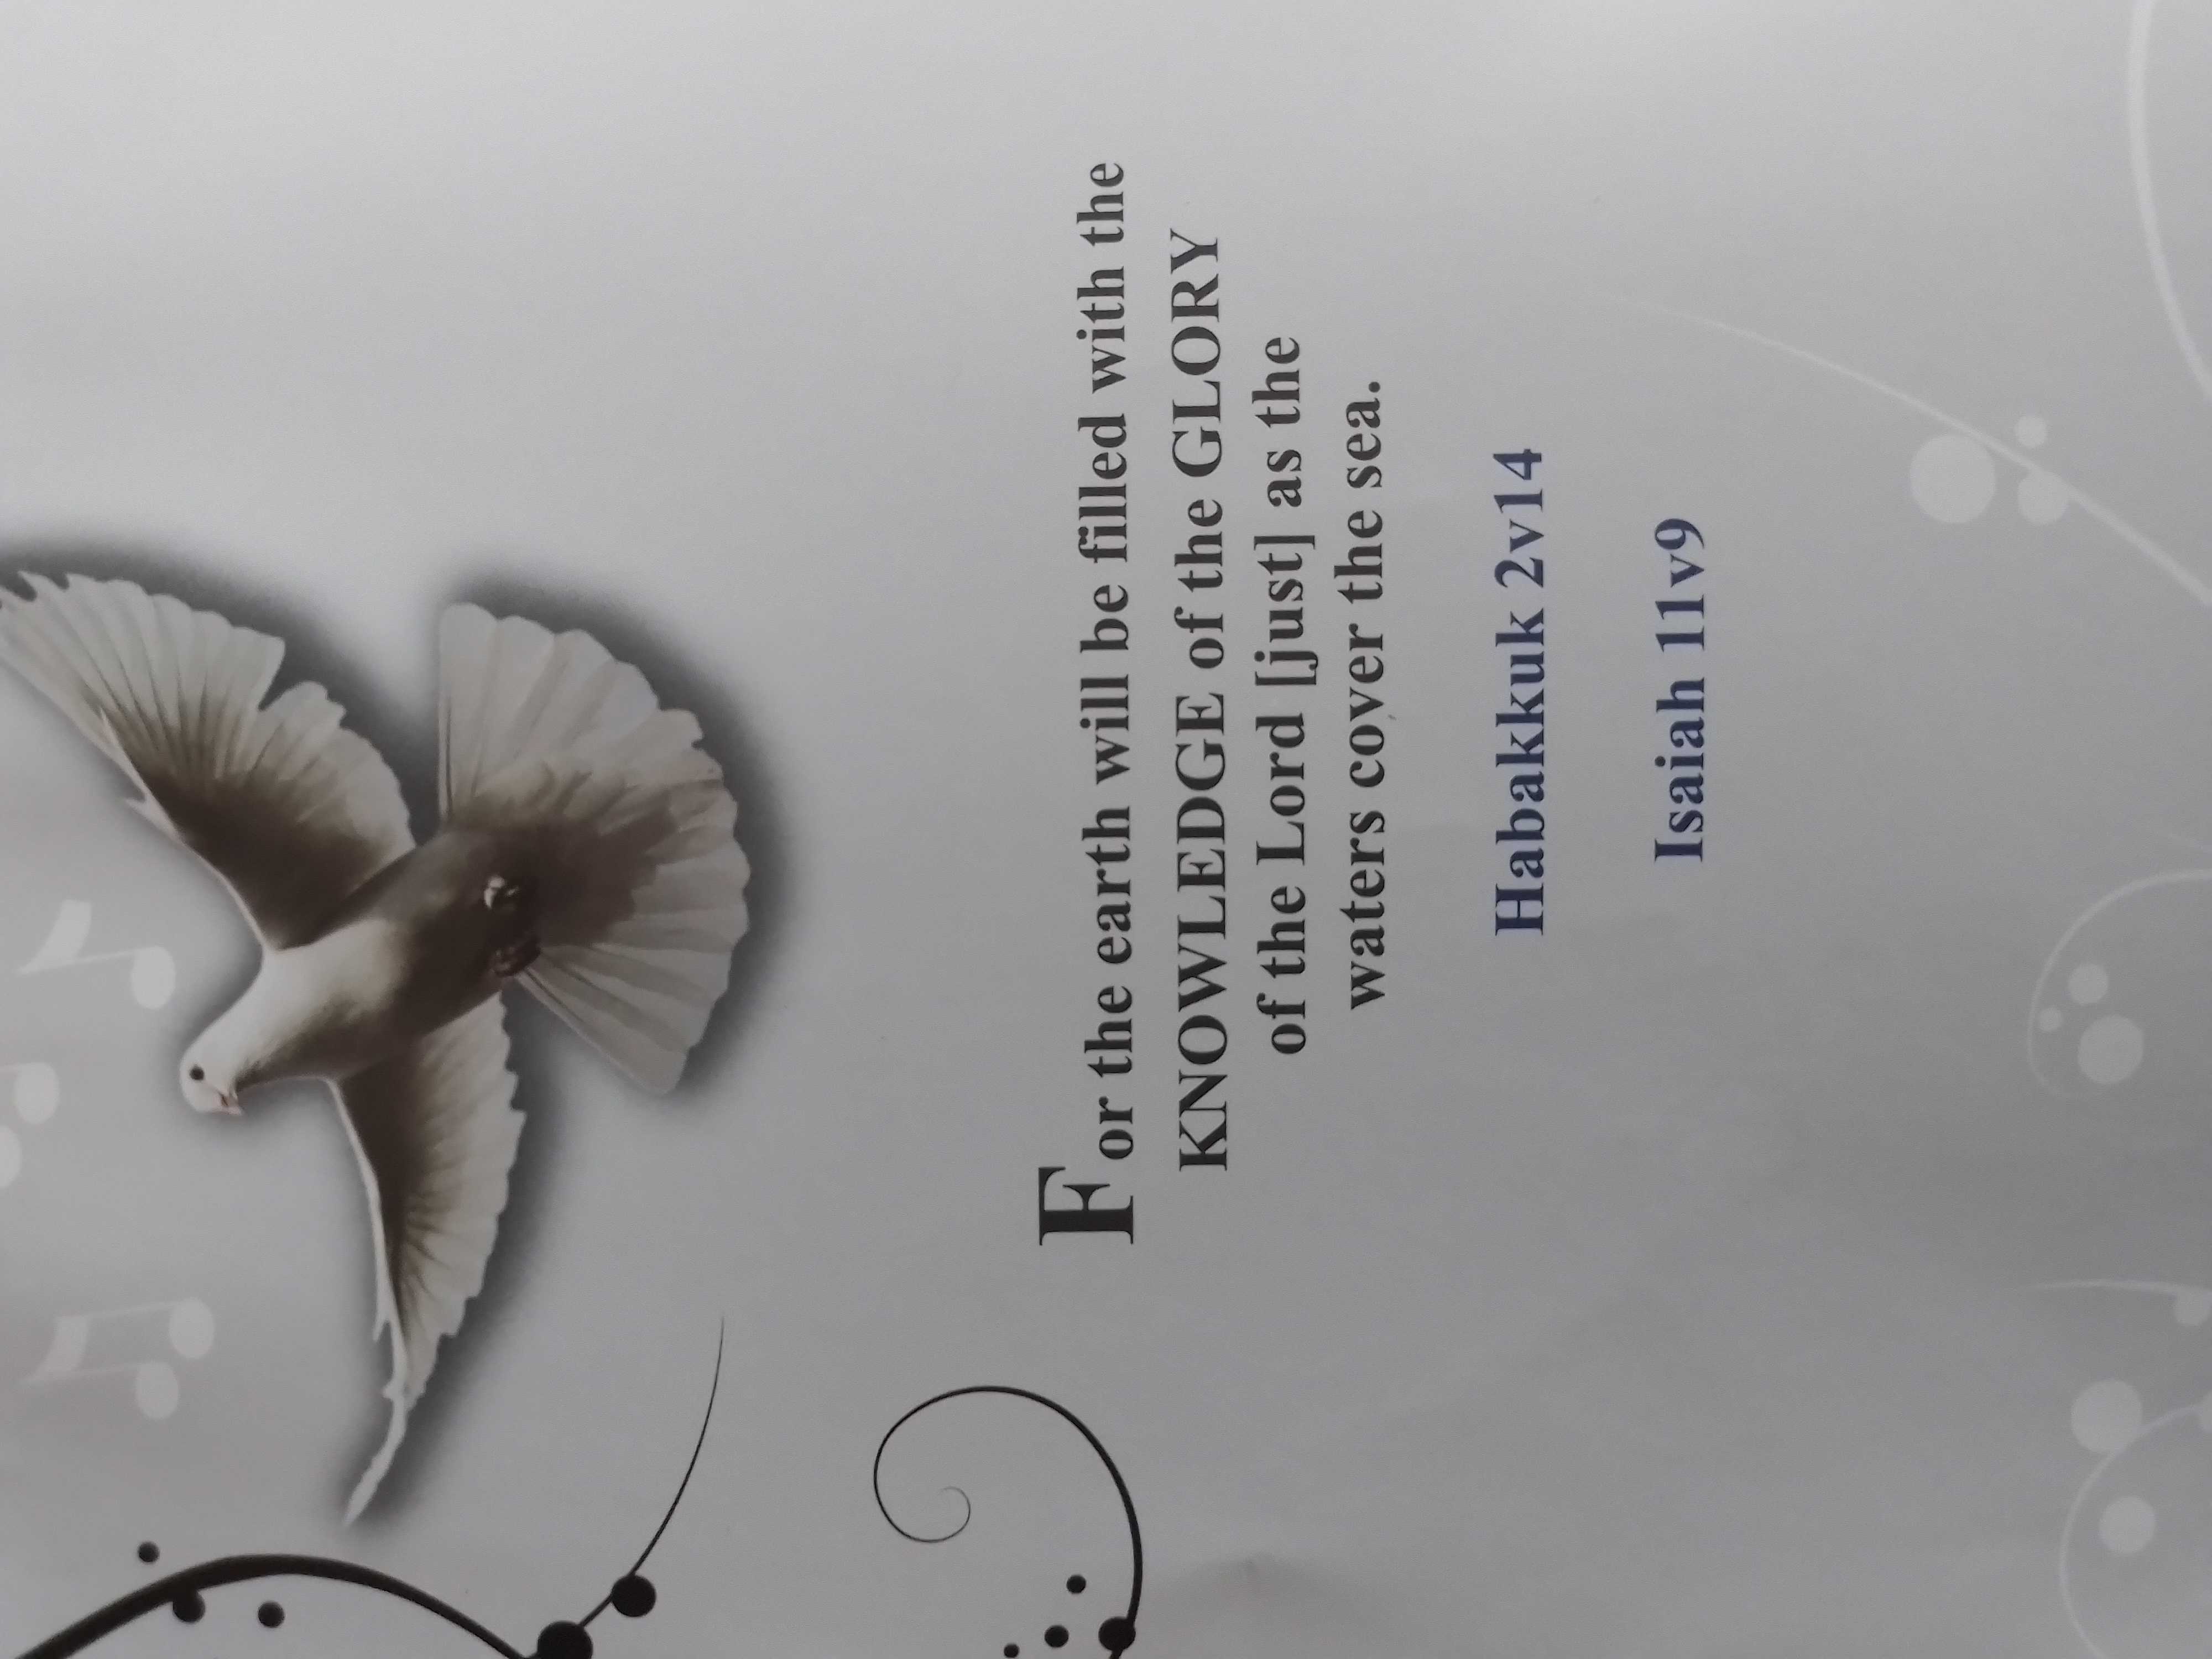 For the earth will be filled with the
KNOWLEDGE of the GLORY
of the Lord [just] as the
waters cover the sea.
Habakkuk 2v14
Isaiah 11v9